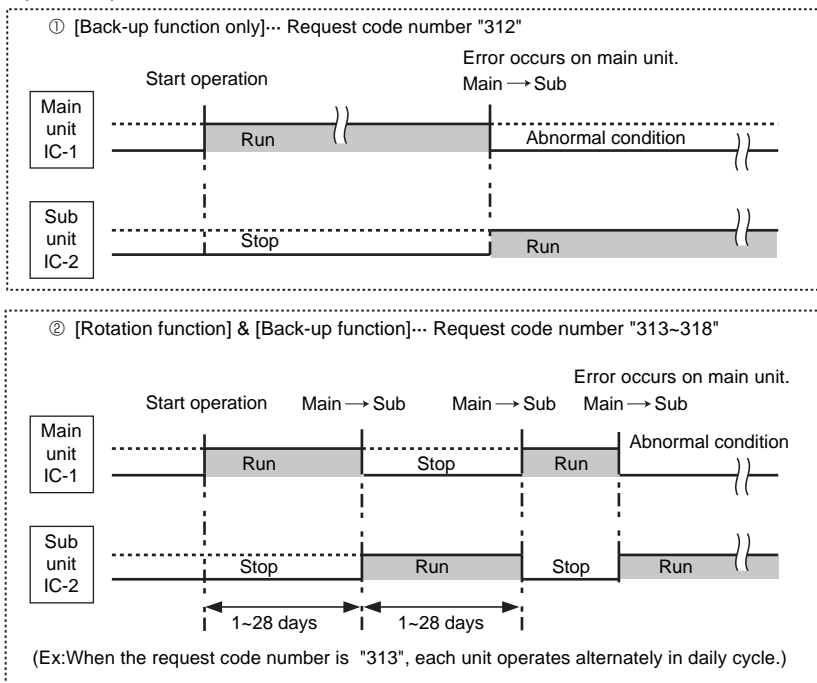 ① [Back-up function only]··· Request code number "312"
Error occurs on main unit.
Start operation
Main → Sub
Main
unit
IC-1
Run
Abnormal condition
Sub
unit
IC-2
Stop
Run
② [Rotation function] & [Back-up function]··· Request code number "313~318"
Error occurs on main unit.
Start operation Main → Sub Main → Sub Main → Sub
Main
unit
IC-1
Run
Stop
Run
Abnormal condition
Sub
unit
IC-2
Stop
Run
Stop
Run
1~28 days 1~28 days
(Ex:When the request code number is "313", each unit operates alternately in daily cycle.)